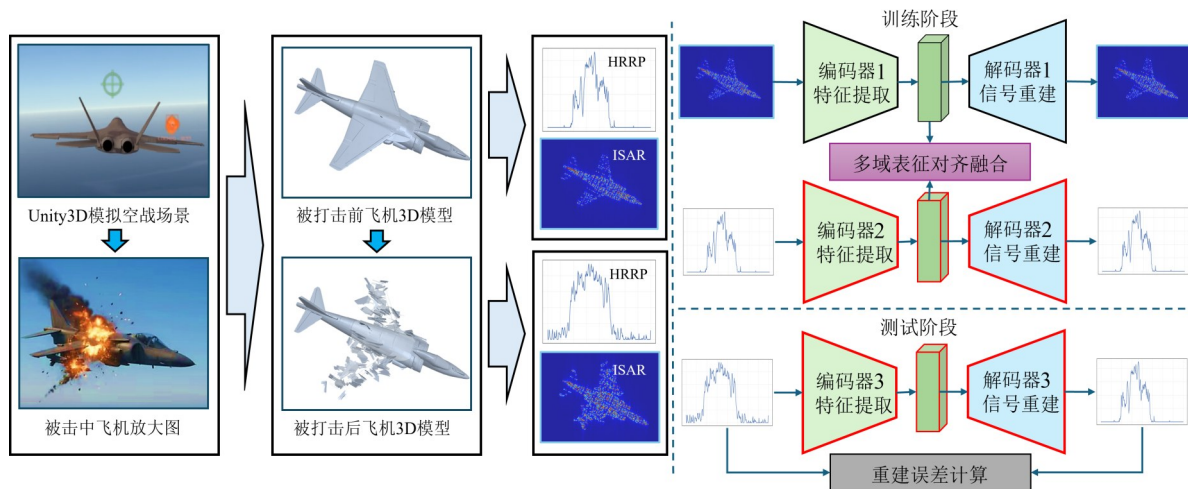 Unity3D模拟空战场景
被击中飞机放大图
被打击前飞机3D模型
被打击后飞机3D模型
HRRP
ISAR
HRRP
ISAR
训练阶段
编码器1
特征提取
解码器1
信号重建
多域表征对齐融合
编码器2
特征提取
解码器2
信号重建
测试阶段
编码器3
特征提取
解码器3
信号重建
重建误差计算